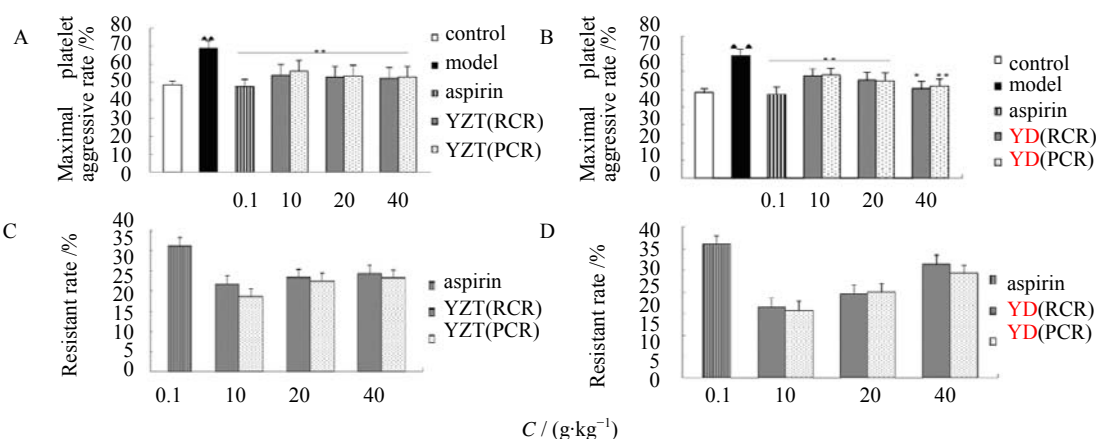 A
Maximal platelet
aggressive rate /%
80
70
60
50
40
30
20
10
0
**
control
model
aspirin
YZT(RCR)
YZT(PCR)
0.1 10 20 40
B
Maximal platelet
aggressive rate /%
80
70
60
50
40
30
20
10
0
**
* **
control
model
aspirin
YD(RCR)
YD(PCR)
0.1 10 20 40
C
Resistant rate /%
40
35
30
25
20
15
10
5
0
aspirin
YZT(RCR)
YZT(PCR)
0.1 10 20 40
D
Resistant rate /%
40
35
30
25
20
15
10
5
0
aspirin
YD(RCR)
YD(PCR)
0.1 10 20 40
C / (g·kg⁻¹)